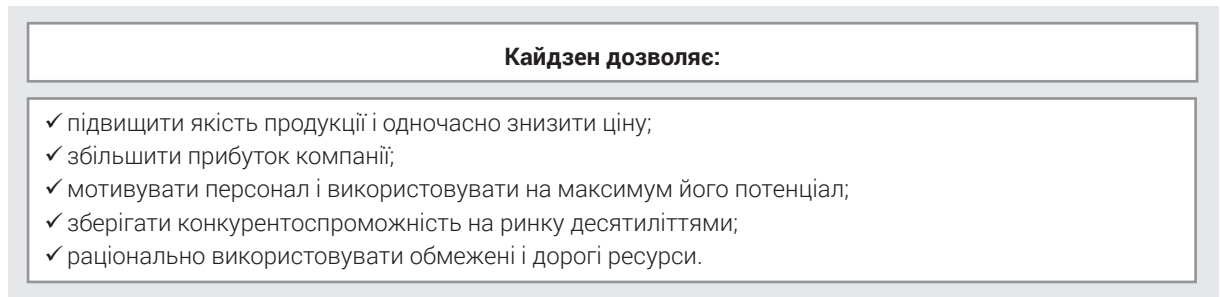 Кайдзен дозволяє:
✓ підвищити якість продукції і одночасно знизити ціну;
✓ збільшити прибуток компанії;
✓ мотивувати персонал і використовувати на максимум його потенціал;
✓ зберігати конкурентоспроможність на ринку десятиліттями;
✓ раціонально використовувати обмежені і дорогі ресурси.